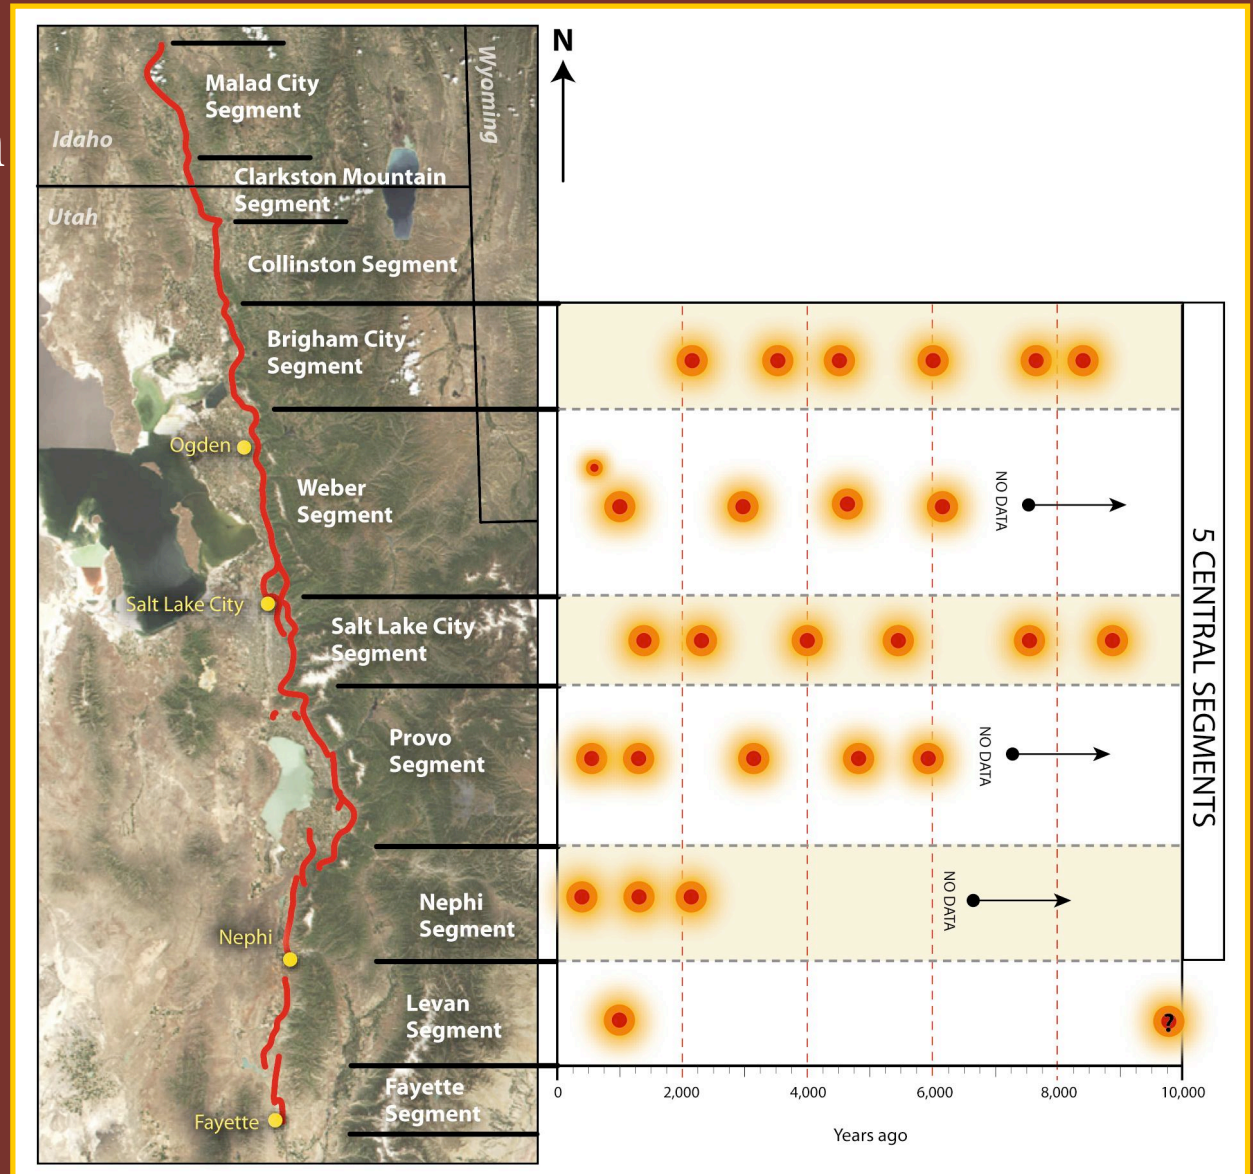 N
Wyoming
Malad City
Segment
Idaho
Clarkston Mountain
Segment
Utah
Collinston Segment
Brigham City
Segment
Ogden
Weber
Segment
NO DATA
Salt Lake City
Salt Lake City
Segment
5 CENTRAL SEGMENTS
Provo
Segment
NO DATA
Nephi
Segment
NO DATA
Nephi
Levan
Segment
?
Fayette
Segment
Fayette
0 2,000 4,000 6,000 8,000 10,000
Years ago